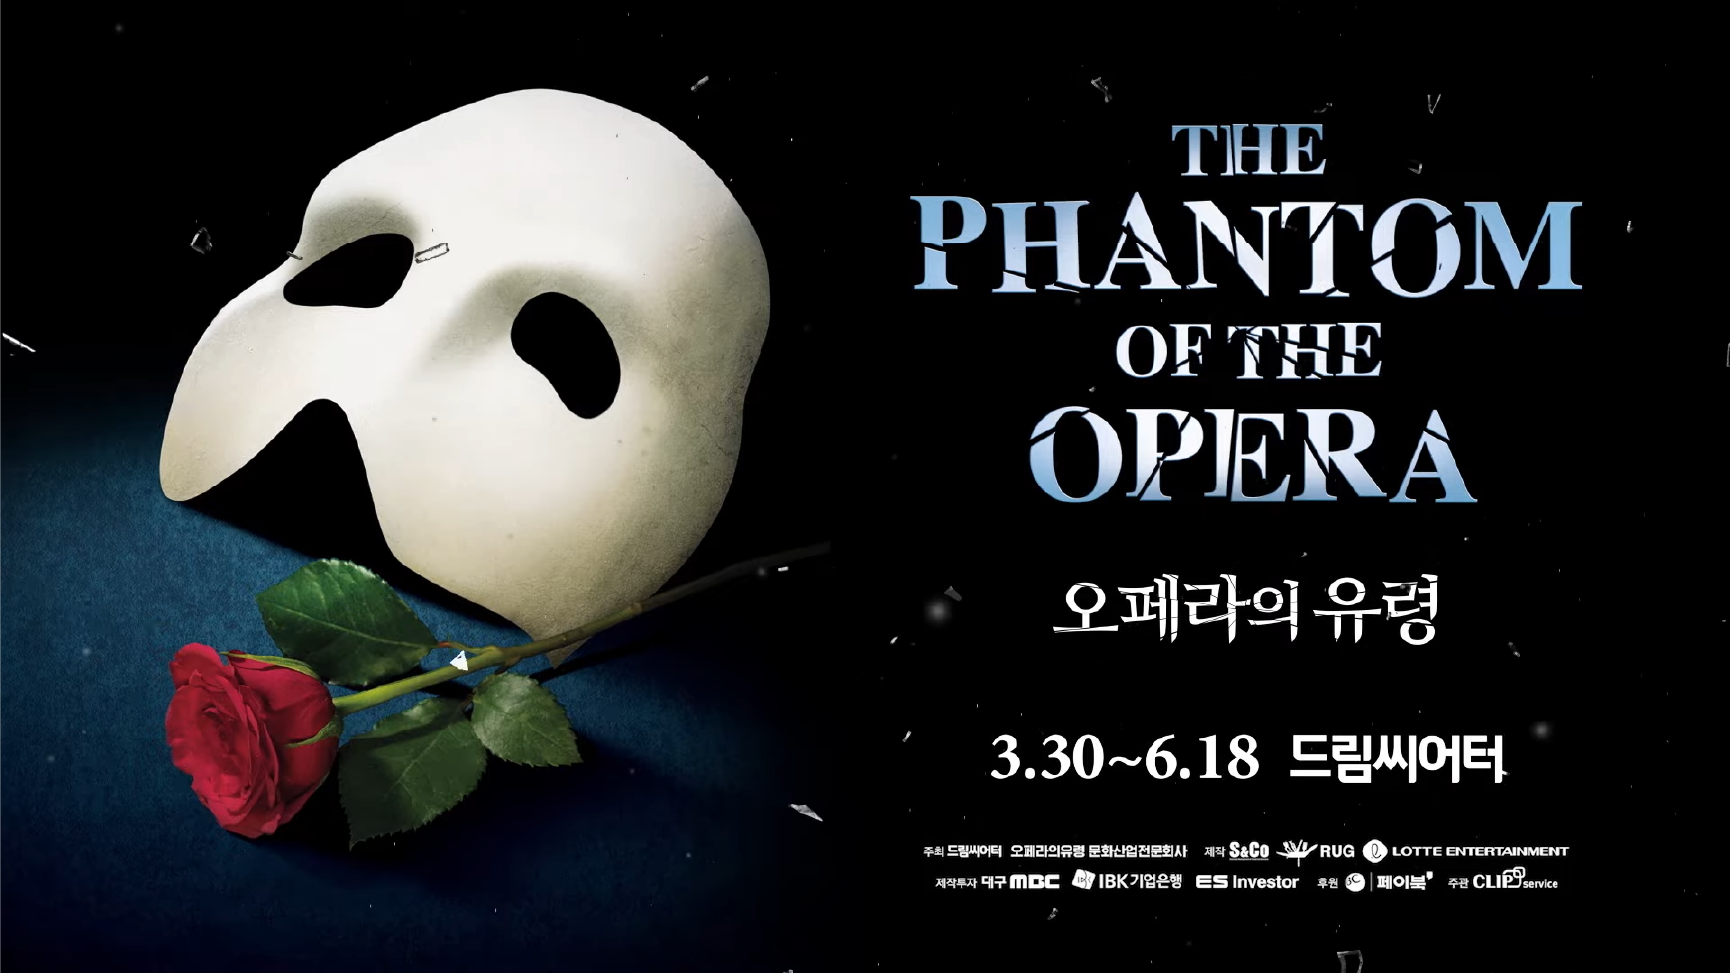 THE
PHANTOM
OF THE
OPERA
오페라의 유령
3.30~6.18 드림씨어터
주최 드림씨어터 오페라의유령 문화산업전문회사 제작 S&Co RUG LOTTE ENTERTAINMENT
제작투자 대구MBC IBK기업은행 ES Investor 후원 페이북 주관 CLIP service